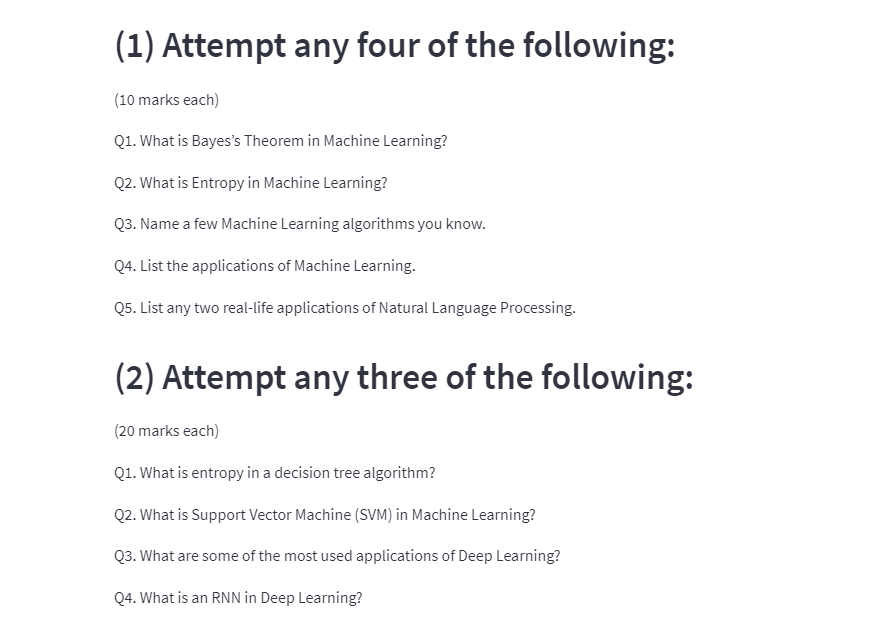 (1) Attempt any four of the following:
(10 marks each)
Q1. What is Bayes’s Theorem in Machine Learning?
Q2. What is Entropy in Machine Learning?
Q3. Name a few Machine Learning algorithms you know.
Q4. List the applications of Machine Learning.
Q5. List any two real-life applications of Natural Language Processing.
(2) Attempt any three of the following:
(20 marks each)
Q1. What is entropy in a decision tree algorithm?
Q2. What is Support Vector Machine (SVM) in Machine Learning?
Q3. What are some of the most used applications of Deep Learning?
Q4. What is an RNN in Deep Learning?